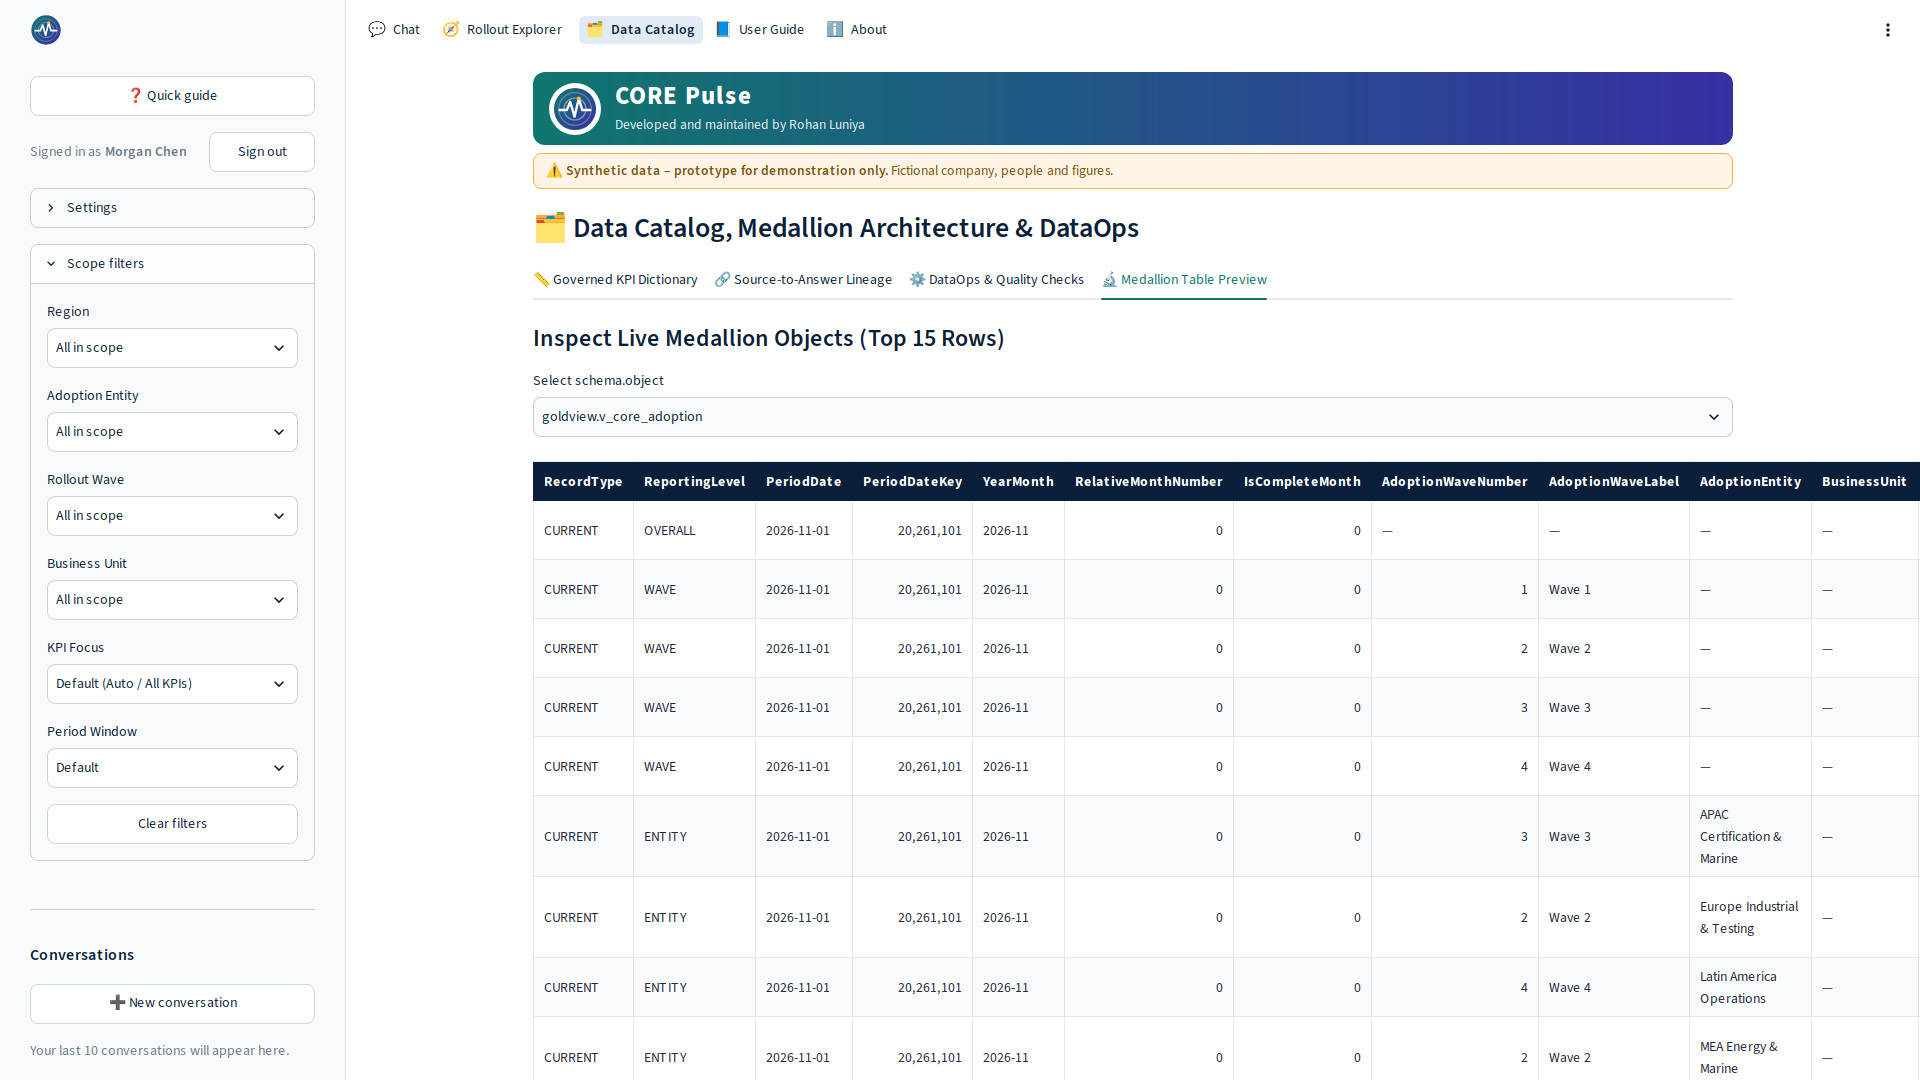 ❓ Quick guide
Signed in as Morgan Chen
Sign out
Settings
Scope filters
Region
All in scope
Adoption Entity
All in scope
Rollout Wave
All in scope
Business Unit
All in scope
KPI Focus
Default (Auto / All KPIs)
Period Window
Default
Clear filters
Conversations
➕ New conversation
Your last 10 conversations will appear here.
💬 Chat 🧭 Rollout Explorer 🗂️ Data Catalog 📘 User Guide ℹ️ About
CORE Pulse
Developed and maintained by Rohan Luniya
⚠️ Synthetic data – prototype for demonstration only. Fictional company, people and figures.
🗂️ Data Catalog, Medallion Architecture & DataOps
📏 Governed KPI Dictionary 🔗 Source-to-Answer Lineage ⚙️ DataOps & Quality Checks 🔬 Medallion Table Preview
Inspect Live Medallion Objects (Top 15 Rows)
Select schema.object
goldview.v_core_adoption
RecordType ReportingLevel PeriodDate PeriodDateKey YearMonth RelativeMonthNumber IsCompleteMonth AdoptionWaveNumber AdoptionWaveLabel AdoptionEntity BusinessUnit
CURRENT OVERALL 2026-11-01 20,261,101 2026-11 0 0 — — — —
CURRENT WAVE 2026-11-01 20,261,101 2026-11 0 0 1 Wave 1 — —
CURRENT WAVE 2026-11-01 20,261,101 2026-11 0 0 2 Wave 2 — —
CURRENT WAVE 2026-11-01 20,261,101 2026-11 0 0 3 Wave 3 — —
CURRENT WAVE 2026-11-01 20,261,101 2026-11 0 0 4 Wave 4 — —
CURRENT ENTITY 2026-11-01 20,261,101 2026-11 0 0 3 Wave 3 APAC Certification & Marine —
CURRENT ENTITY 2026-11-01 20,261,101 2026-11 0 0 2 Wave 2 Europe Industrial & Testing —
CURRENT ENTITY 2026-11-01 20,261,101 2026-11 0 0 4 Wave 4 Latin America Operations —
CURRENT ENTITY 2026-11-01 20,261,101 2026-11 0 0 2 Wave 2 MEA Energy & Marine —